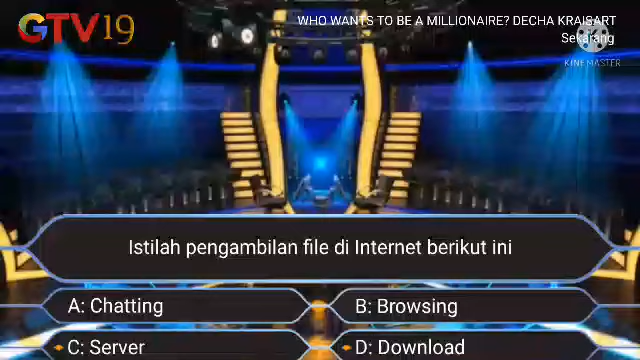 GTV19
WHO WANTS TO BE A MILLIONAIRE? DECHA KRAISART
Sekarang
KINEMASTER
Istilah pengambilan file di Internet berikut ini
A: Chatting
B: Browsing
C: Server
D: Download